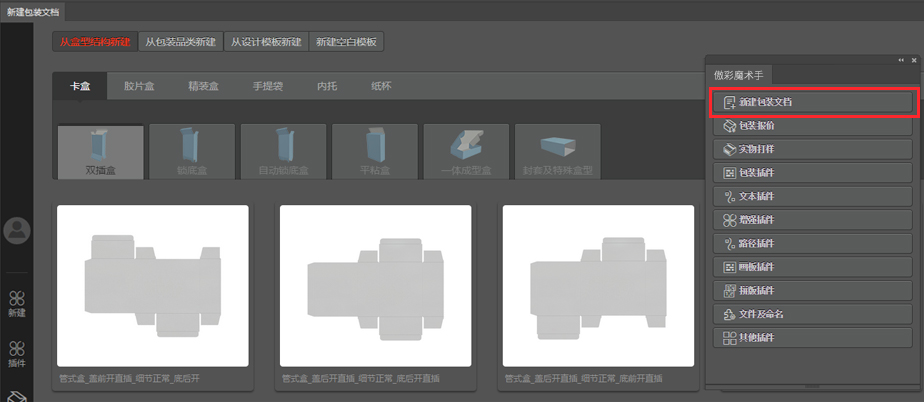 新建包装文档
从盒型结构新建 从包装品类新建 从设计模板新建 新建空白模板
卡盒 胶片盒 精装盒 手提袋 内托 纸杯
双插盒 锁底盒 自动锁底盒 平粘盒 一体成型盒 封套及特殊盒型
管式盒_盖前开直插_细节正常_底后开 管式盒_盖后开直插_细节正常_底后开直插 管式盒_盖后开直插_细节正常_底前开直插
新建
插件
傲彩魔术手
新建包装文档
包装报价
实物打样
包装插件
文本插件
增强插件
路径插件
画板插件
拼版插件
文件及命名
其他插件